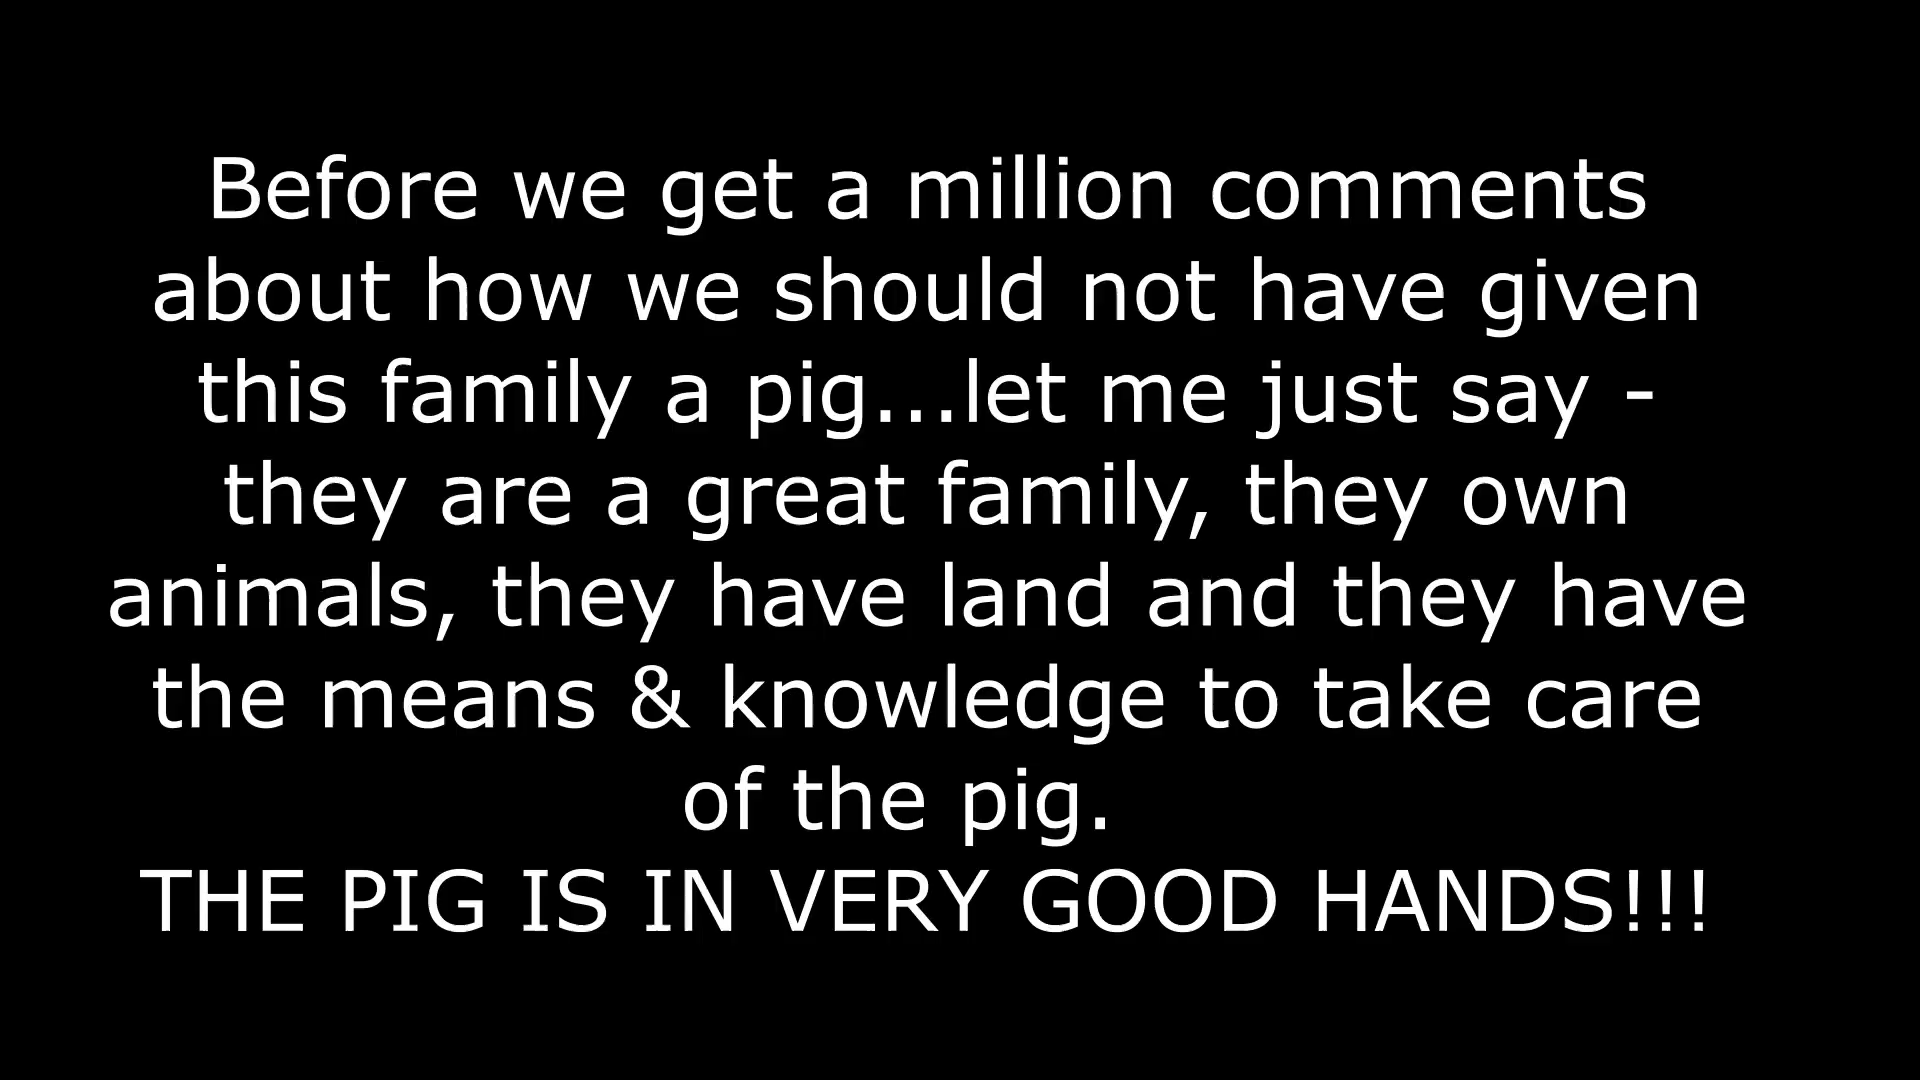 Before we get a million comments
about how we should not have given
this family a pig...let me just say -
they are a great family, they own
animals, they have land and they have
the means & knowledge to take care
of the pig.
THE PIG IS IN VERY GOOD HANDS!!!